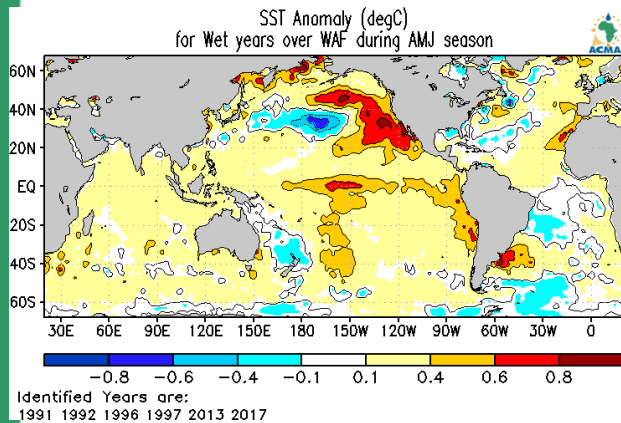 SST Anomaly (degC)
for Wet years over WAF during AMJ season
ACMA
60N
40N
20N
EQ
20S
40S
60S
30E 60E 90E 120E 150E 180 150W 120W 90W 60W 30W 0
-0.8 -0.6 -0.4 -0.1 0.1 0.4 0.6 0.8
Identified Years are:
1991 1992 1996 1997 2013 2017